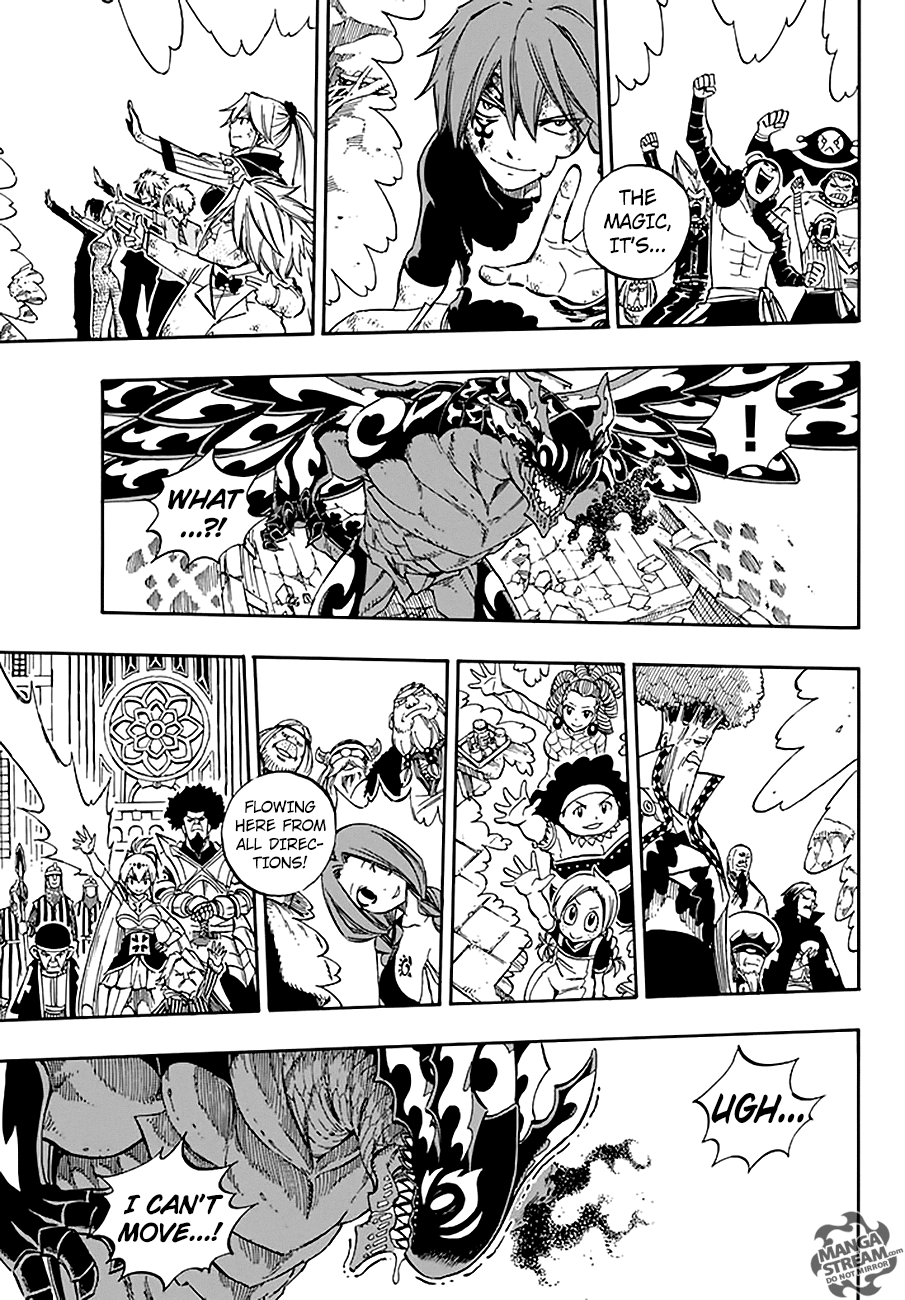 THE
MAGIC,
IT'S...
!
WHAT
...?!
FLOWING
HERE FROM
ALL DIREC-
TIONS!
UGH...
I CAN'T
MOVE...!
MANGA
STREAM.com
DO NOT MIRROR